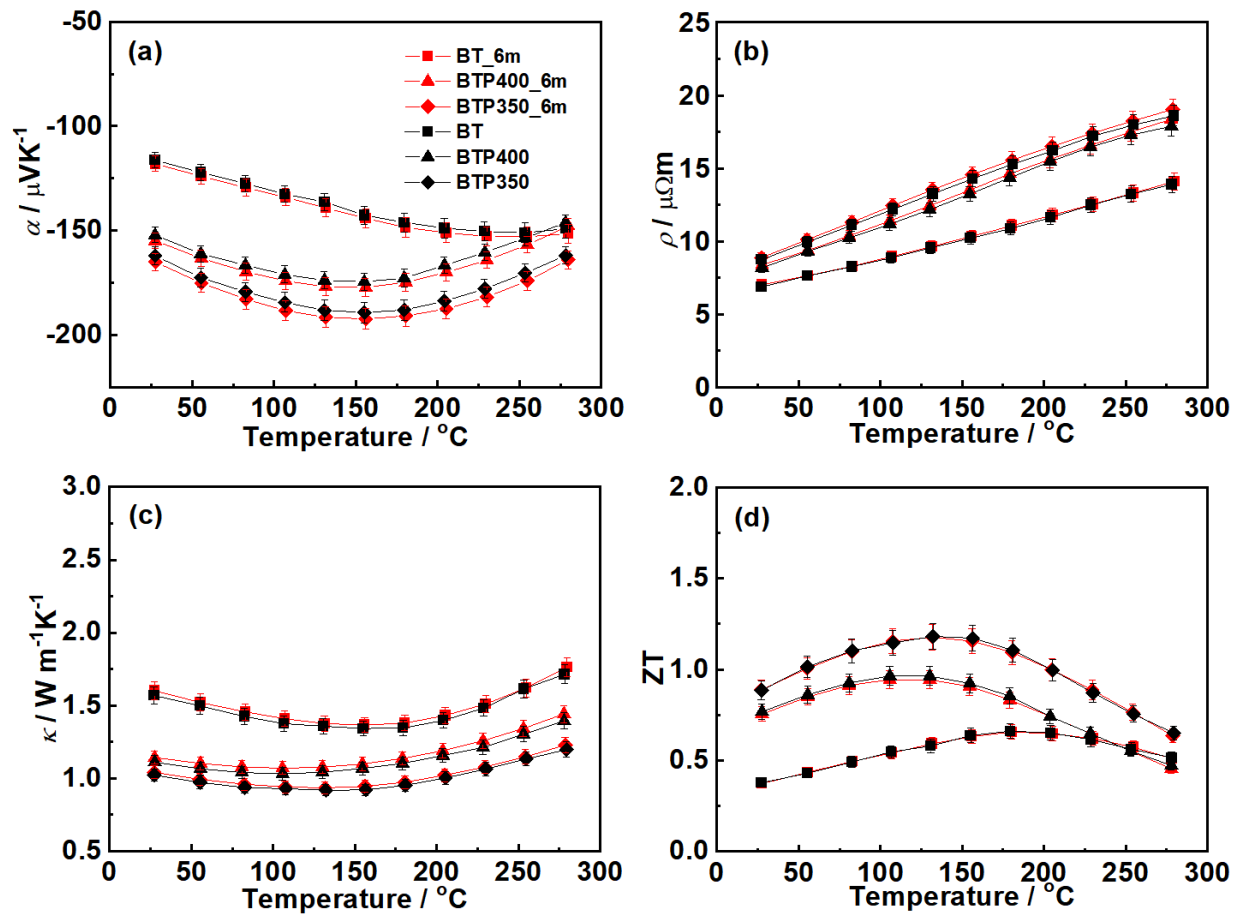 (a)
-50
-100
-150
-200
α / μVK⁻¹
BT_6m
BTP400_6m
BTP350_6m
BT
BTP400
BTP350
0 50 100 150 200 250 300
Temperature / °C
(b)
25
20
15
10
5
0
ρ / μΩm
0 50 100 150 200 250 300
Temperature / °C
(c)
3.0
2.5
2.0
1.5
1.0
0.5
κ / W m⁻¹K⁻¹
0 50 100 150 200 250 300
Temperature / °C
(d)
2.0
1.5
1.0
0.5
0.0
ZT
0 50 100 150 200 250 300
Temperature / °C